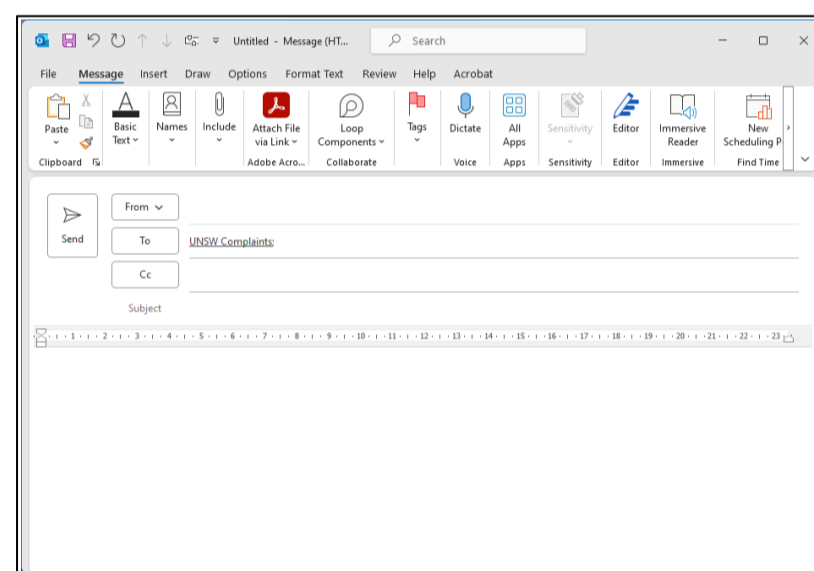 Untitled - Message (HT...
Search
File Message Insert Draw Options Format Text Review Help Acrobat
Paste Basic Text Names Include Attach File via Link Loop Components Tags Dictate All Apps Sensitivity Editor Immersive Reader New Scheduling P
Clipboard Adobe Acro... Collaborate Voice Apps Sensitivity Editor Immersive Find Time
From
Send To UNSW Complaints;
Cc
Subject
1 2 3 4 5 6 7 8 9 10 11 12 13 14 15 16 17 18 19 20 21 22 23